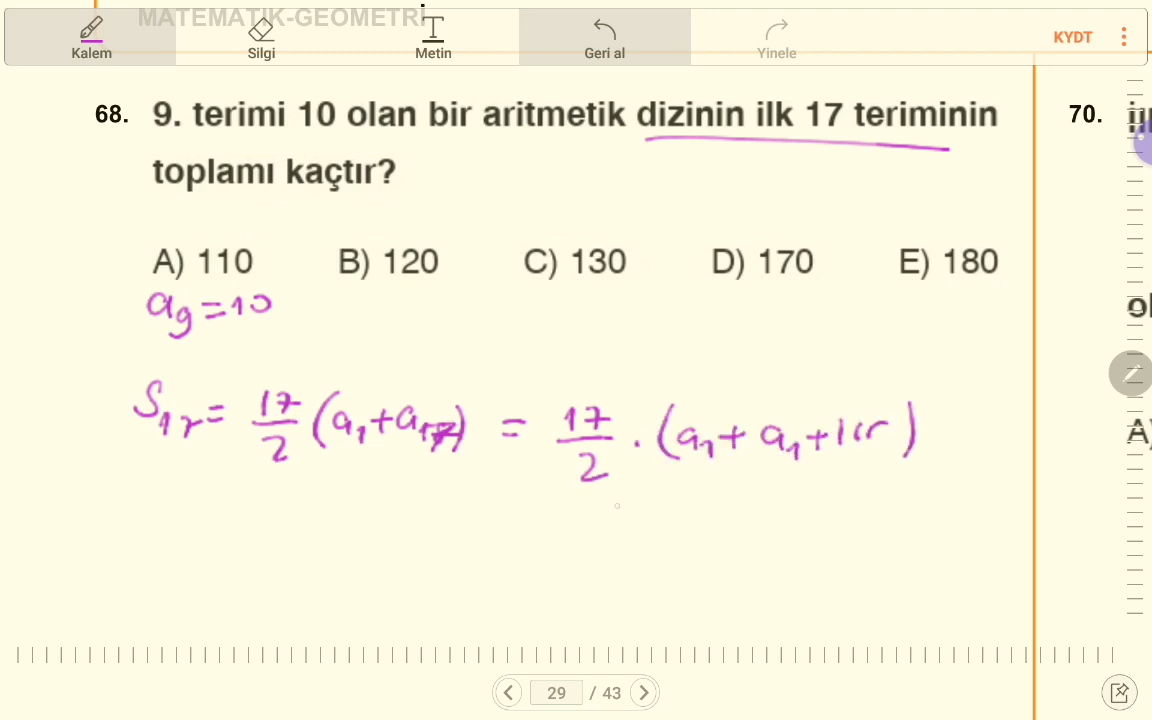 MATEMATİK-GEOMETRİ
Kalem Silgi Metin Geri al Yinele KYDT
68. 9. terimi 10 olan bir aritmetik dizinin ilk 17 teriminin
toplamı kaçtır?
A) 110 B) 120 C) 130 D) 170 E) 180
a9 = 10
S17 = 17/2 (a1 + a17) = 17/2 . (a1 + a1 + 16r)
70.
A)
29 / 43